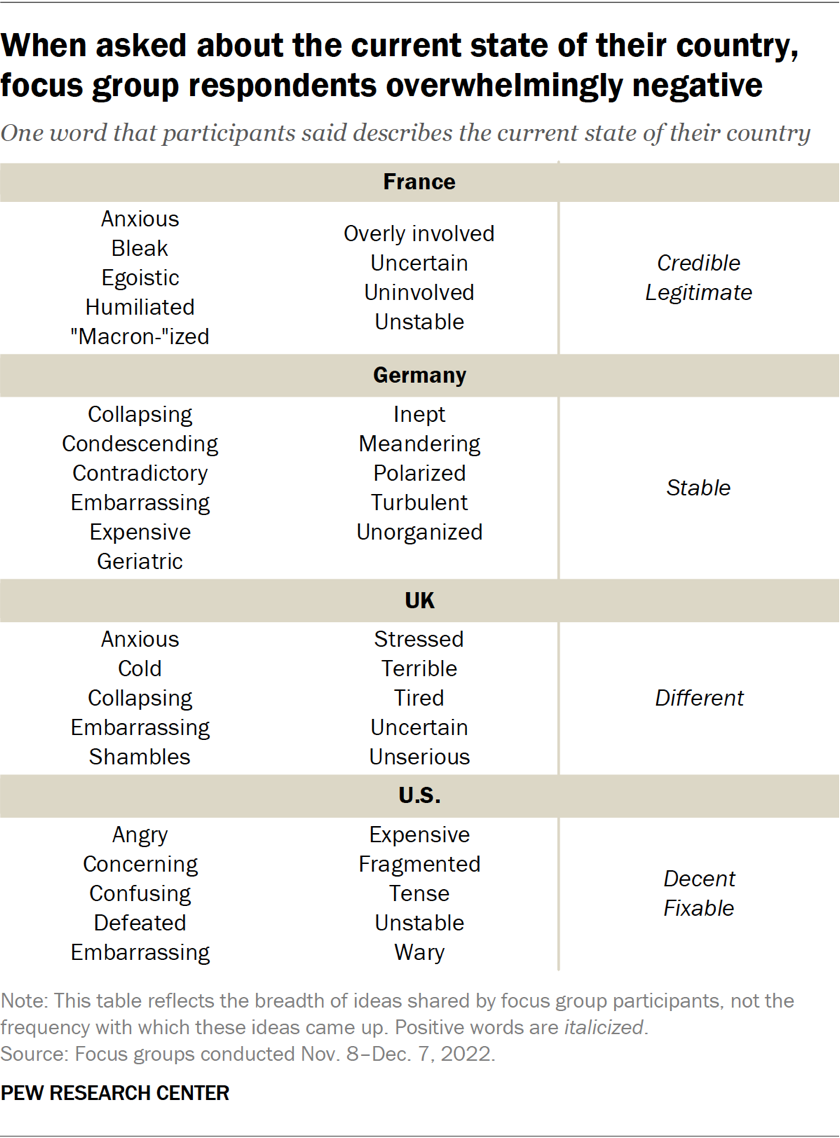 When asked about the current state of their country,
focus group respondents overwhelmingly negative
One word that participants said describes the current state of their country
France
Anxious
Bleak
Egoistic
Humiliated
"Macron-"ized
Overly involved
Uncertain
Uninvolved
Unstable
Credible
Legitimate
Germany
Collapsing
Condescending
Contradictory
Embarrassing
Expensive
Geriatric
Inept
Meandering
Polarized
Turbulent
Unorganized
Stable
UK
Anxious
Cold
Collapsing
Embarrassing
Shambles
Stressed
Terrible
Tired
Uncertain
Unserious
Different
U.S.
Angry
Concerning
Confusing
Defeated
Embarrassing
Expensive
Fragmented
Tense
Unstable
Wary
Decent
Fixable
Note: This table reflects the breadth of ideas shared by focus group participants, not the
frequency with which these ideas came up. Positive words are italicized.
Source: Focus groups conducted Nov. 8–Dec. 7, 2022.
PEW RESEARCH CENTER